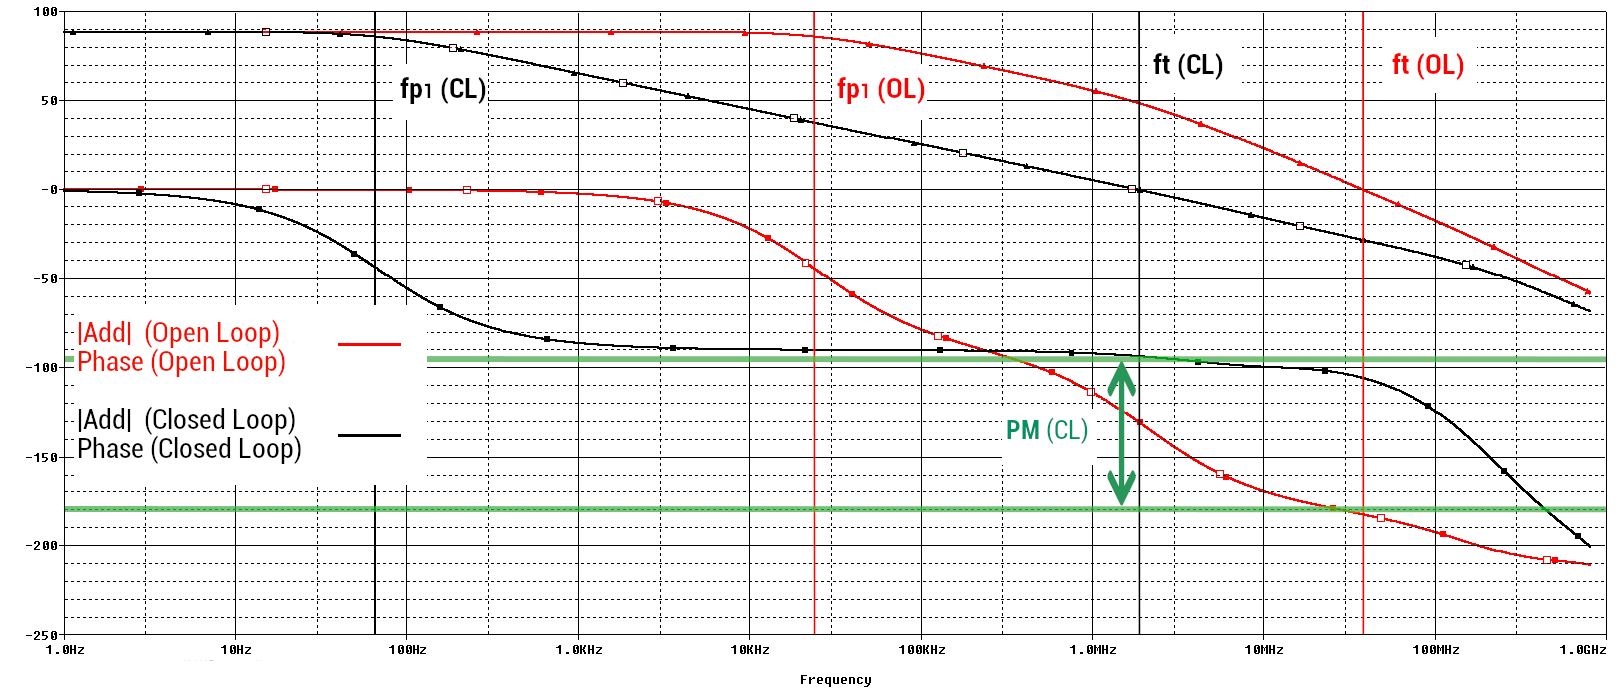 100
50
-0
-50
-100
-150
-200
-250
fp1 (CL)
fp1 (OL)
ft (CL)
ft (OL)
|Add| (Open Loop)
Phase (Open Loop)
|Add| (Closed Loop)
Phase (Closed Loop)
PM (CL)
1.0Hz 10Hz 100Hz 1.0KHz 10KHz 100KHz 1.0MHz 10MHz 100MHz 1.0GHz
Frequency